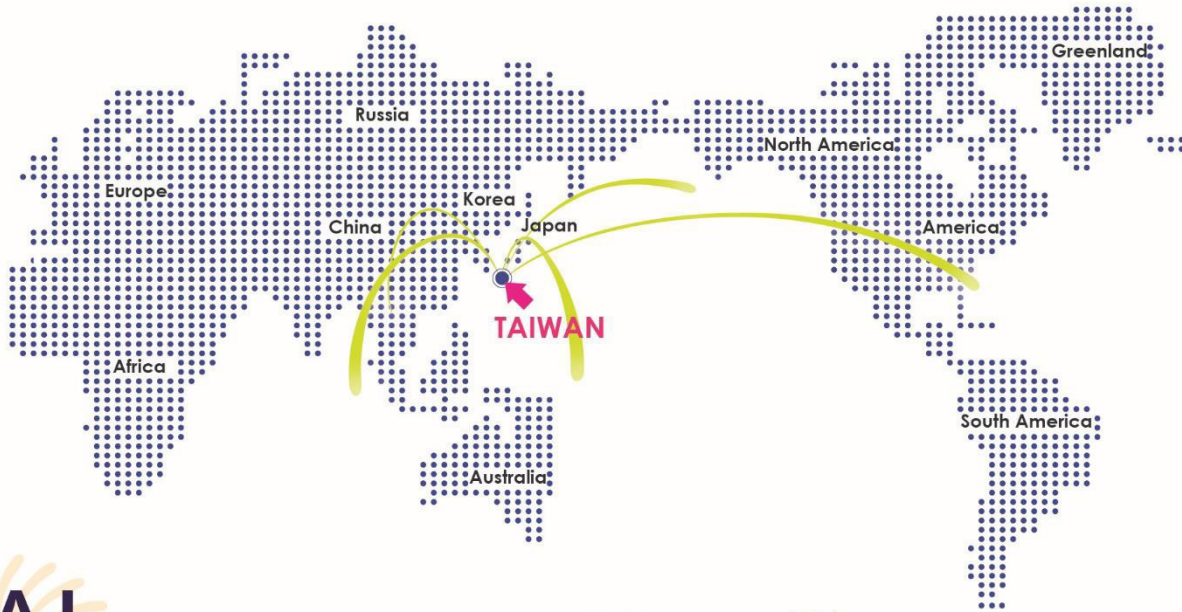 Greenland
Russia
North America
Europe
Korea
China
Japan
America
TAIWAN
Africa
South America
Australia